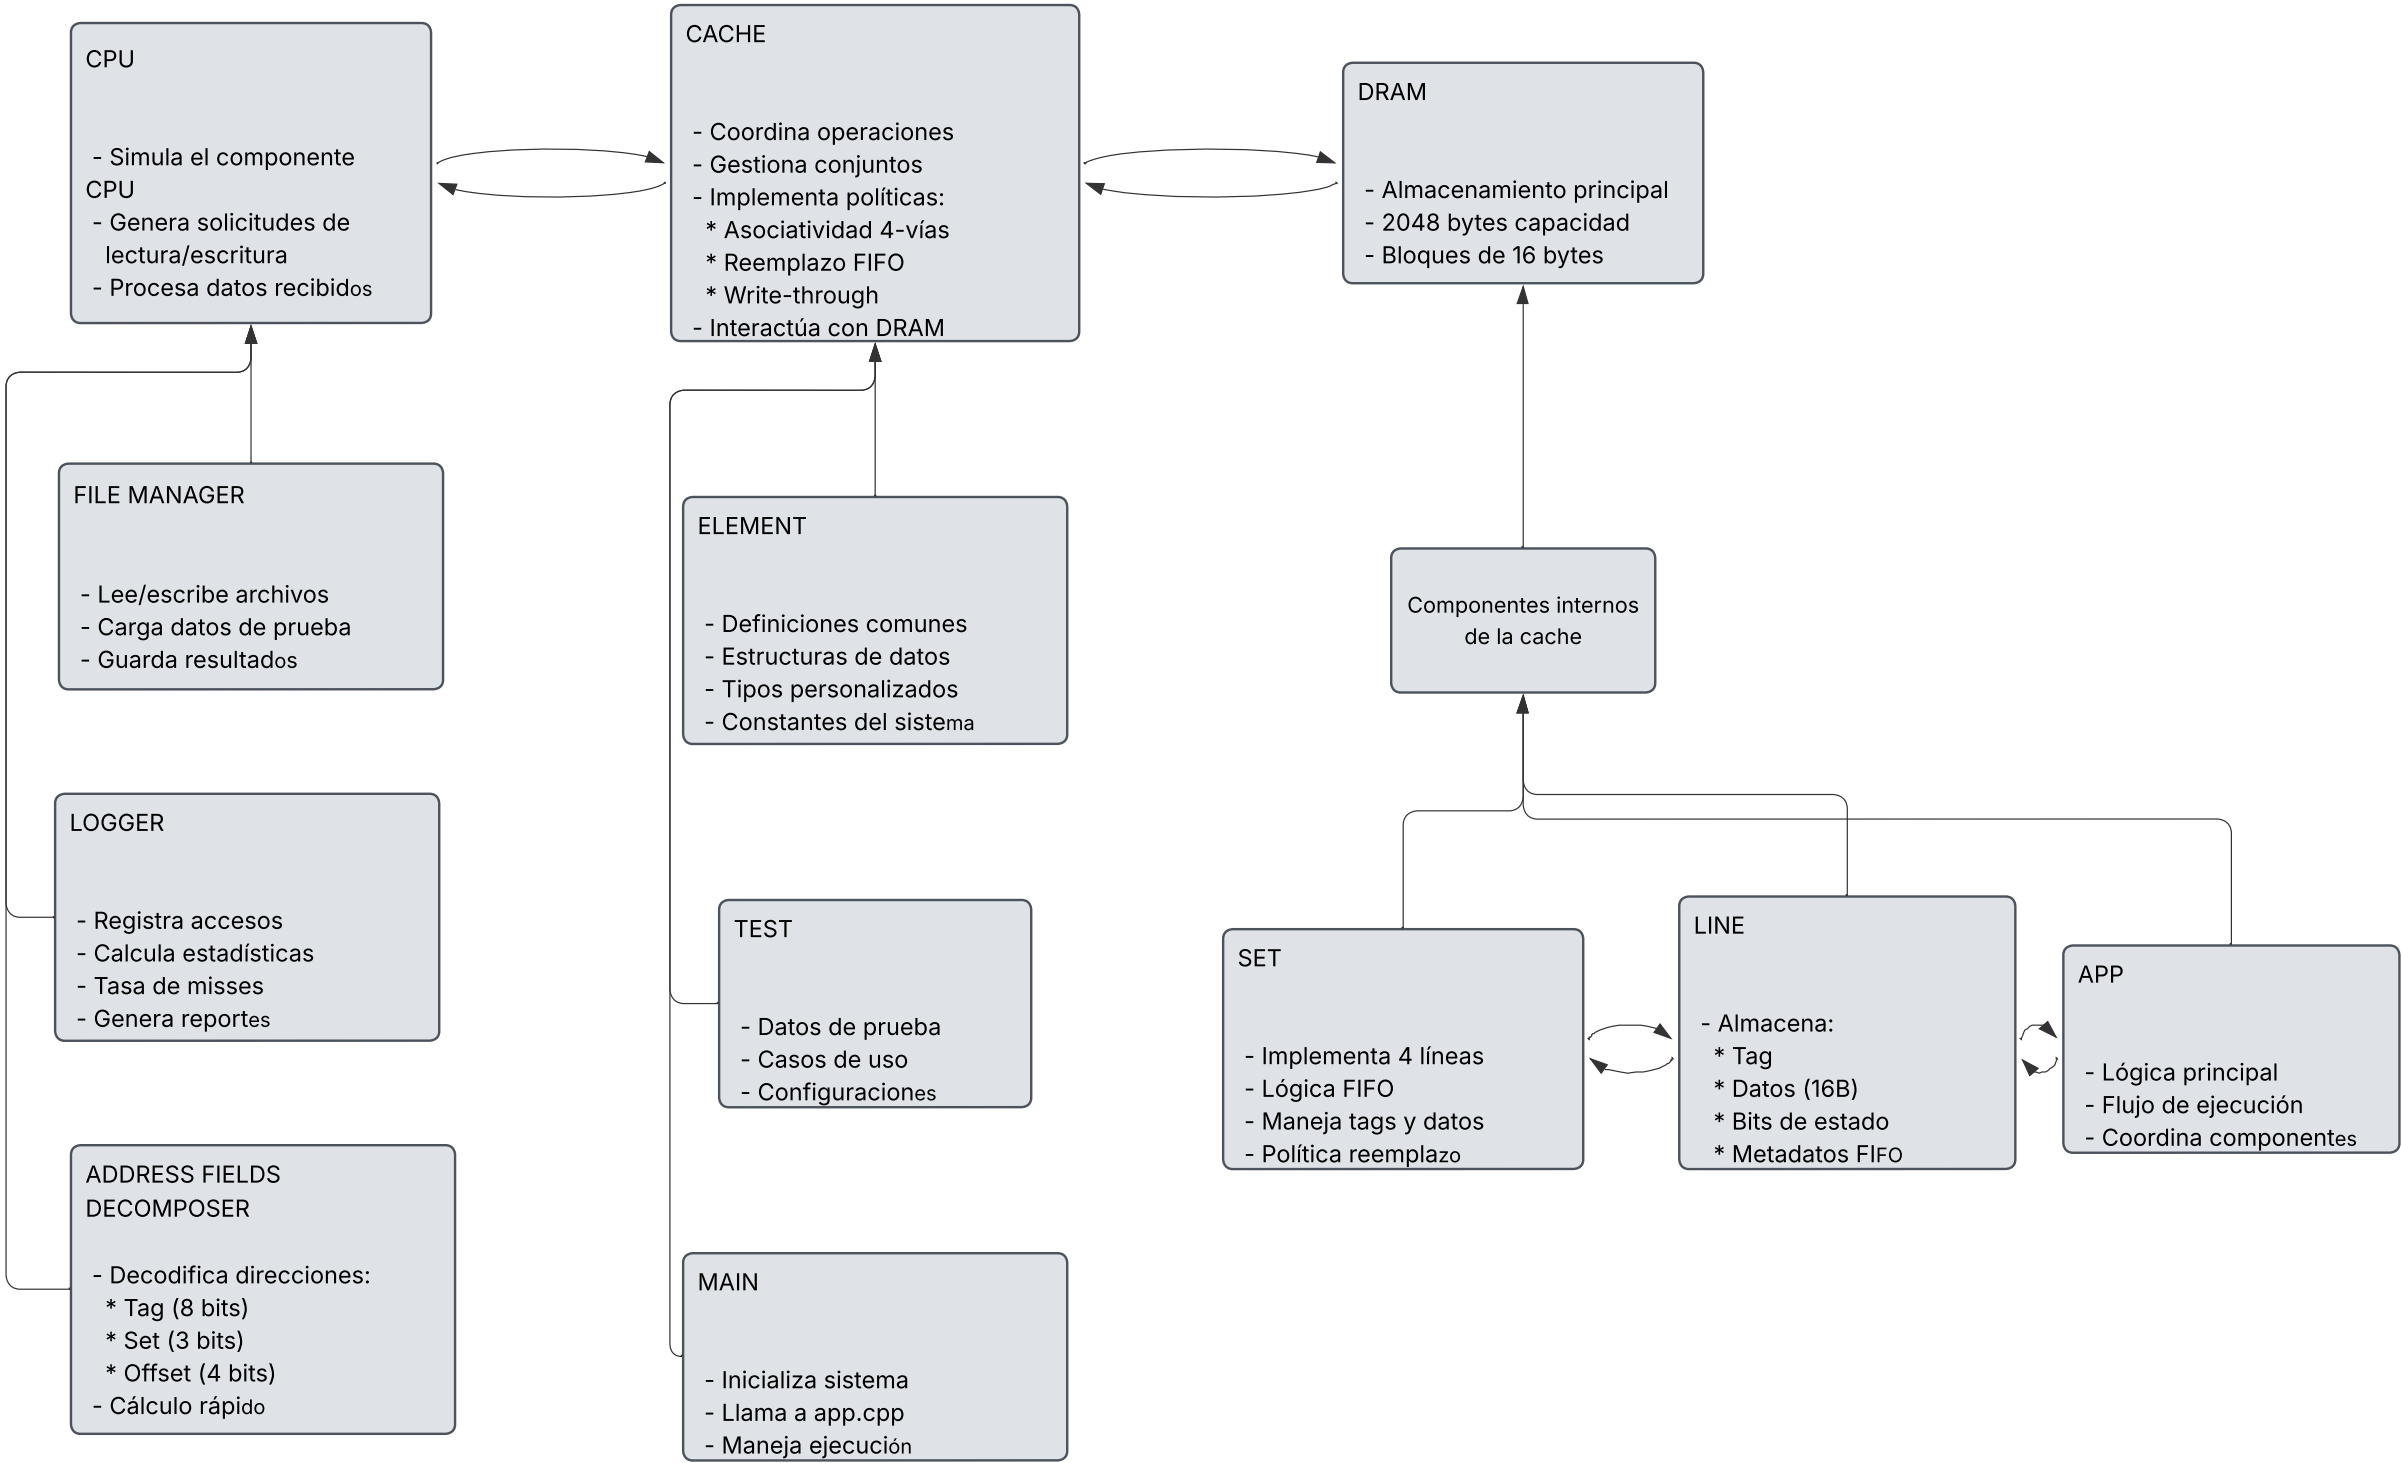 CPU
- Simula el componente
CPU
- Genera solicitudes de
lectura/escritura
- Procesa datos recibidos
CACHE
- Coordina operaciones
- Gestiona conjuntos
- Implementa políticas:
* Asociatividad 4-vías
* Reemplazo FIFO
* Write-through
- Interactúa con DRAM
DRAM
- Almacenamiento principal
- 2048 bytes capacidad
- Bloques de 16 bytes
FILE MANAGER
- Lee/escribe archivos
- Carga datos de prueba
- Guarda resultados
ELEMENT
- Definiciones comunes
- Estructuras de datos
- Tipos personalizados
- Constantes del sistema
Componentes internos
de la cache
LOGGER
- Registra accesos
- Calcula estadísticas
- Tasa de misses
- Genera reportes
TEST
- Datos de prueba
- Casos de uso
- Configuraciones
SET
- Implementa 4 líneas
- Lógica FIFO
- Maneja tags y datos
- Política reemplazo
LINE
- Almacena:
* Tag
* Datos (16B)
* Bits de estado
* Metadatos FIFO
APP
- Lógica principal
- Flujo de ejecución
- Coordina componentes
ADDRESS FIELDS
DECOMPOSER
- Decodifica direcciones:
* Tag (8 bits)
* Set (3 bits)
* Offset (4 bits)
- Cálculo rápido
MAIN
- Inicializa sistema
- Llama a app.cpp
- Maneja ejecución